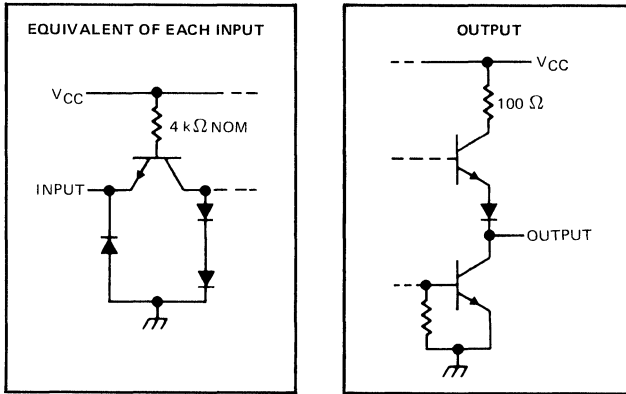 EQUIVALENT OF EACH INPUT
VCC
4 kΩ NOM
INPUT
OUTPUT
VCC
100 Ω
OUTPUT